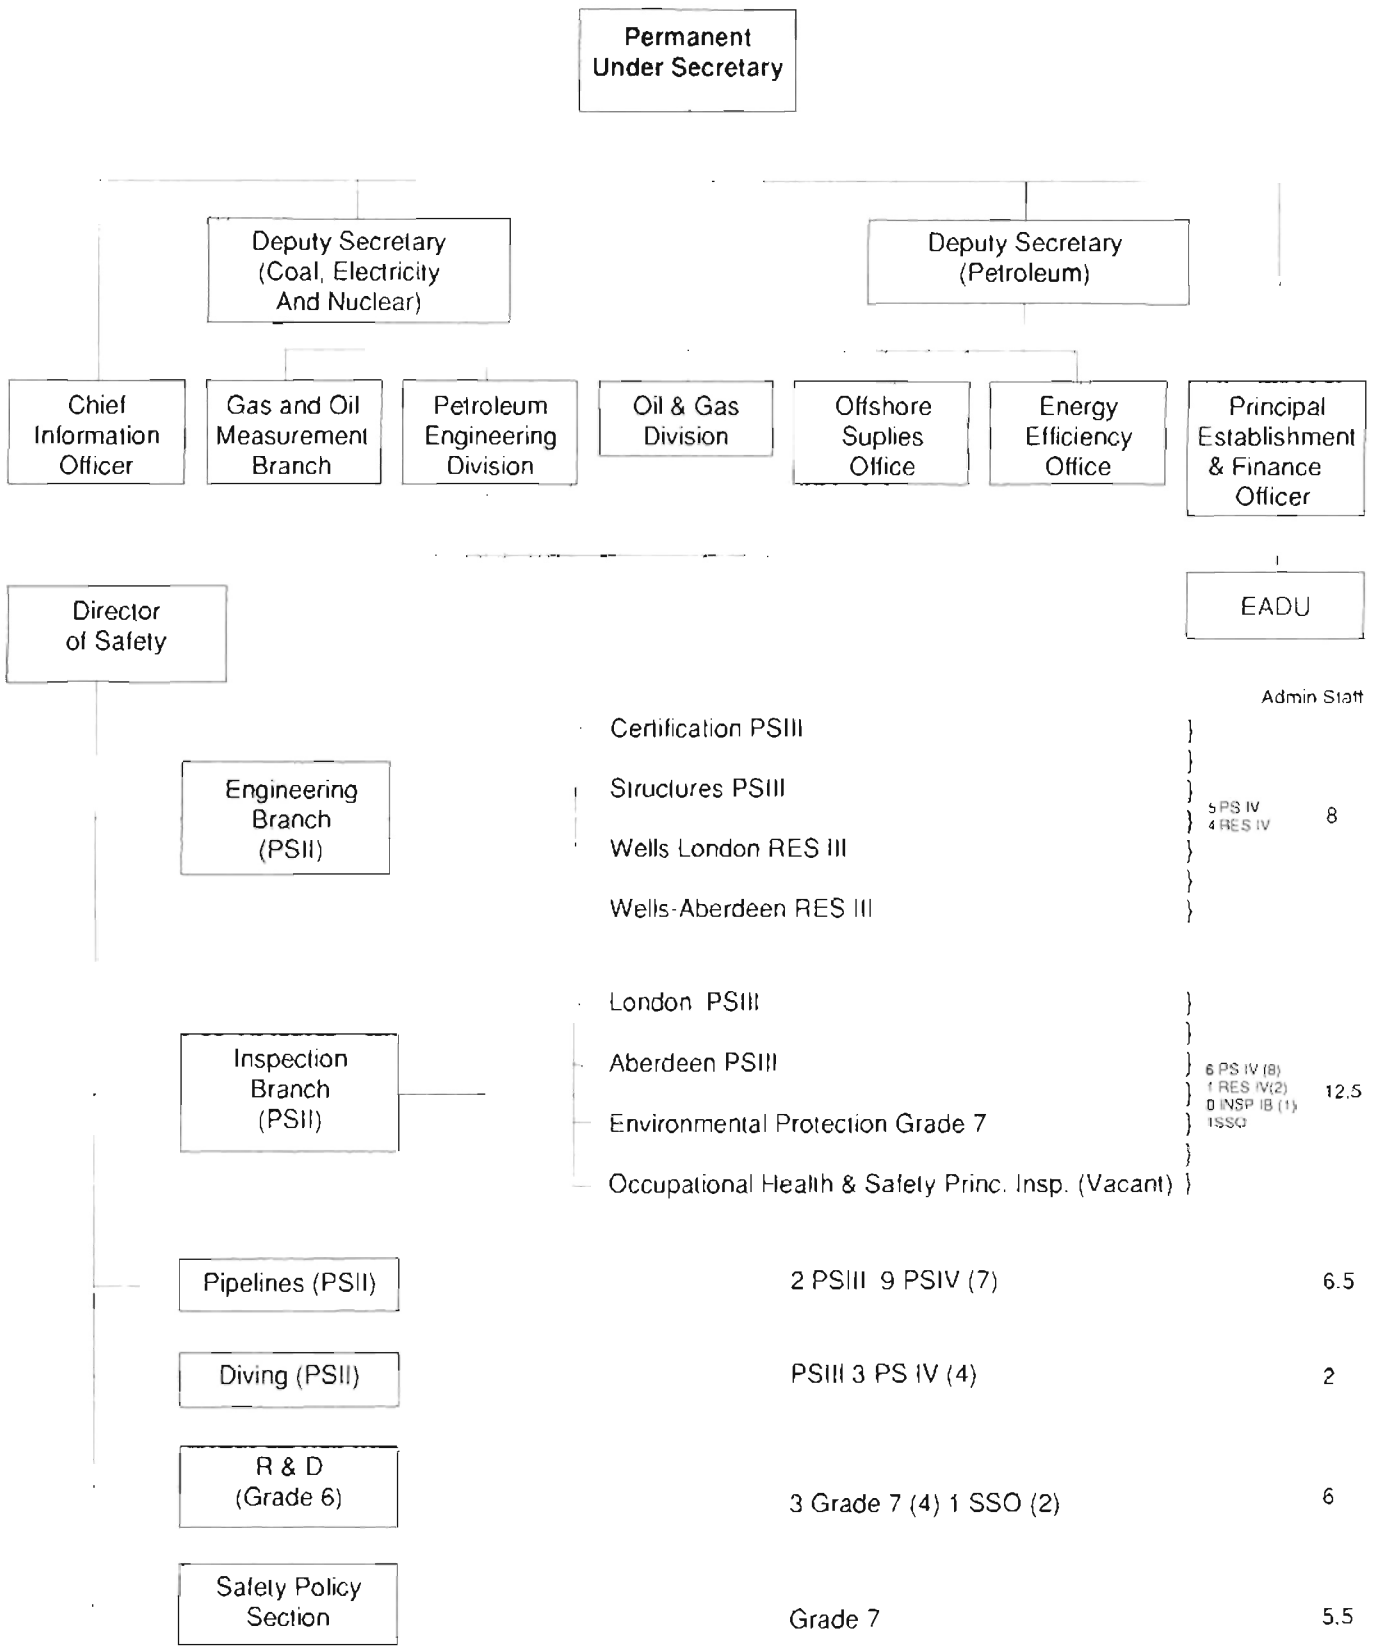 Permanent
Under Secretary
Deputy Secretary
(Coal, Electricity
And Nuclear)
Deputy Secretary
(Petroleum)
Chief
Information
Officer
Gas and Oil
Measurement
Branch
Petroleum
Engineering
Division
Oil & Gas
Division
Offshore
Suplies
Office
Energy
Efficiency
Office
Principal
Establishment
& Finance
Officer
Director
of Safety
EADU
Admin Staff
Engineering
Branch
(PSII)
Certification PSIII
Structures PSIII
Wells London RES III
Wells-Aberdeen RES III
5 PS IV
4 RES IV
8
Inspection
Branch
(PSII)
London PSIII
Aberdeen PSIII
Environmental Protection Grade 7
Occupational Health & Safety Princ. Insp. (Vacant)
6 PS IV (8)
1 RES IV(2)
0 INSP IB (1)
1SSO
12.5
Pipelines (PSII)
2 PSIII 9 PSIV (7)
6.5
Diving (PSII)
PSIII 3 PS IV (4)
2
R & D
(Grade 6)
3 Grade 7 (4) 1 SSO (2)
6
Safety Policy
Section
Grade 7
5.5